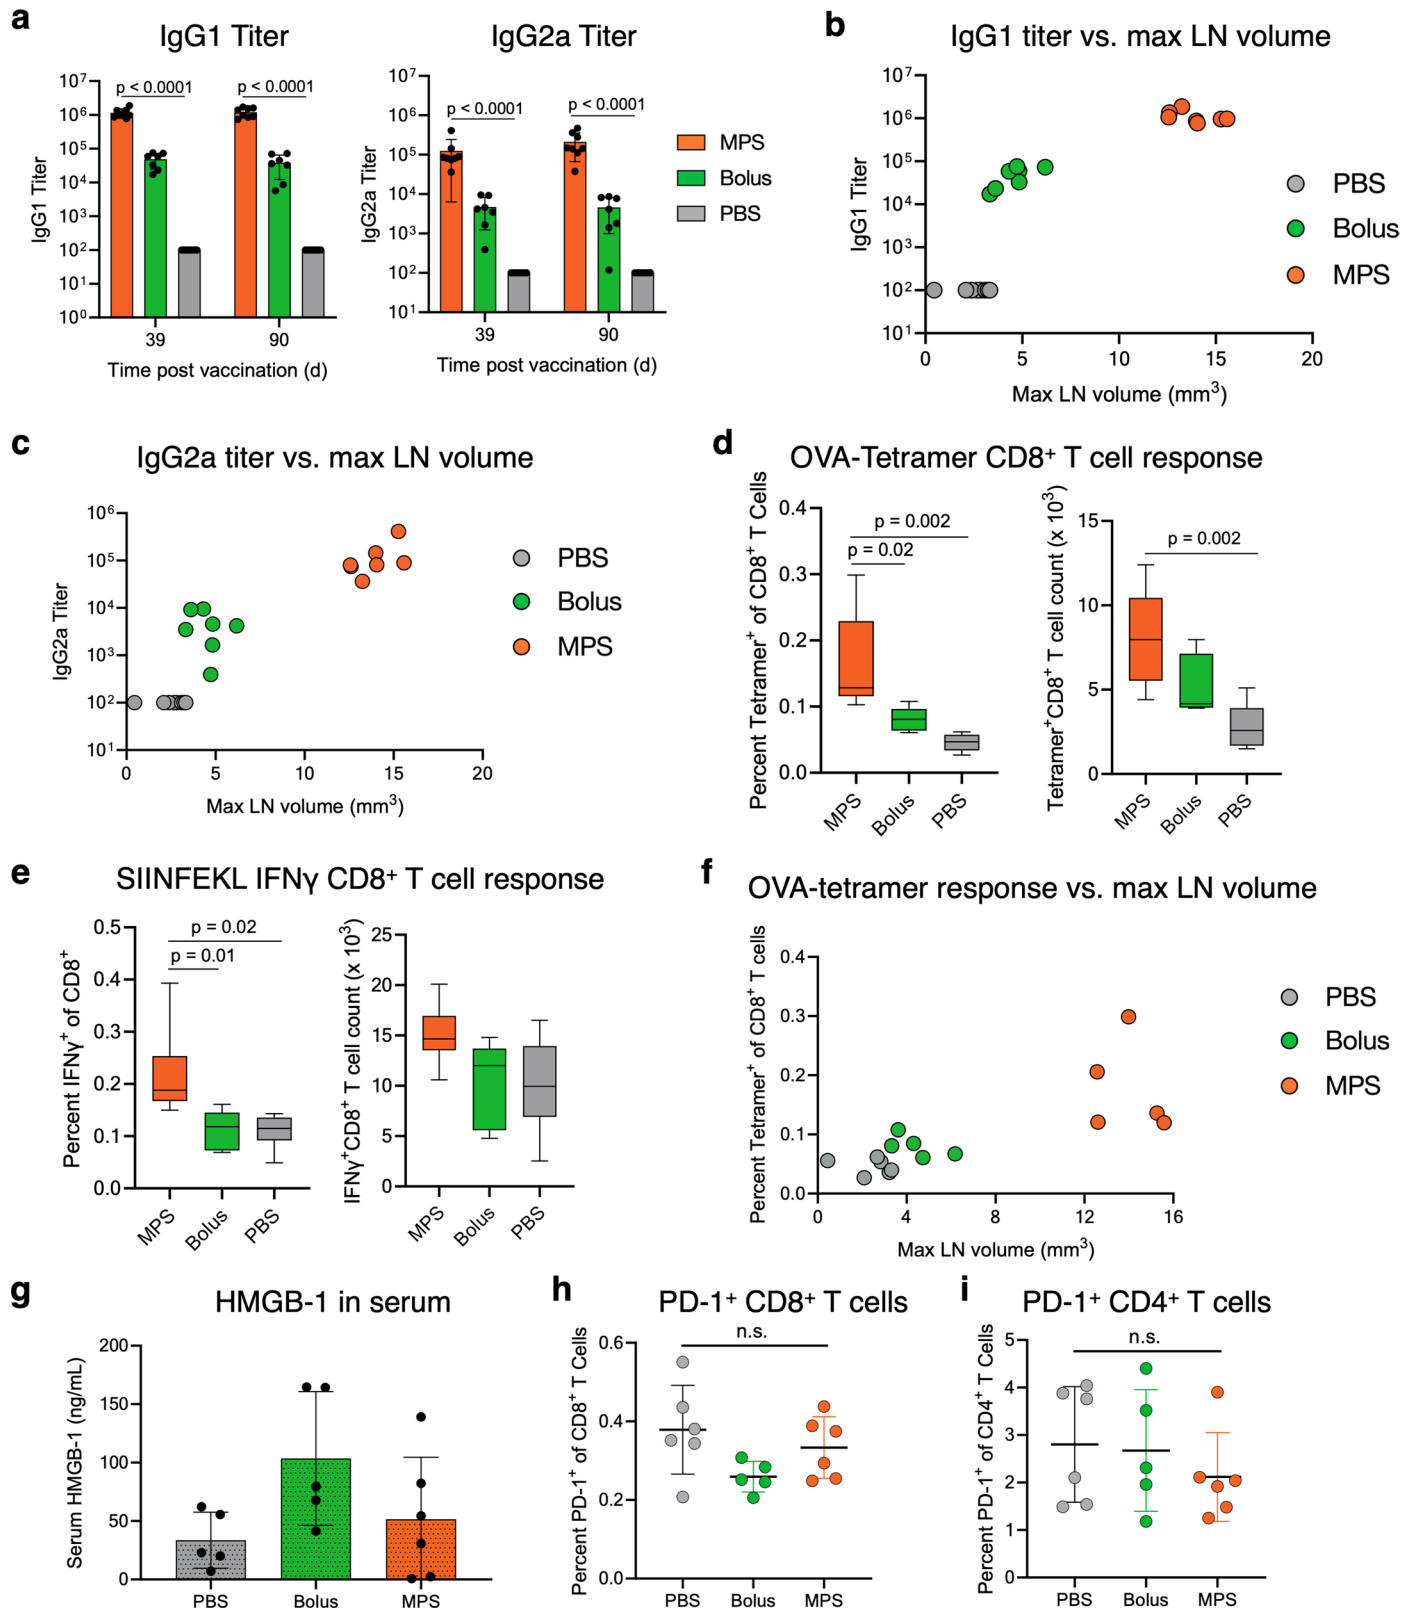 a
IgG1 Titer
IgG1 Titer
10⁷
10⁶
10⁵
10⁴
10³
10²
10¹
10⁰
p < 0.0001
p < 0.0001
39
90
Time post vaccination (d)
IgG2a Titer
IgG2a Titer
10⁷
10⁶
10⁵
10⁴
10³
10²
10¹
p < 0.0001
p < 0.0001
39
90
Time post vaccination (d)
MPS
Bolus
PBS
b
IgG1 titer vs. max LN volume
IgG1 Titer
10⁷
10⁶
10⁵
10⁴
10³
10²
10¹
0 5 10 15 20
Max LN volume (mm³)
PBS
Bolus
MPS
c
IgG2a titer vs. max LN volume
IgG2a Titer
10⁶
10⁵
10⁴
10³
10²
10¹
0 5 10 15 20
Max LN volume (mm³)
PBS
Bolus
MPS
d
OVA-Tetramer CD8⁺ T cell response
Percent Tetramer⁺ of CD8⁺ T Cells
0.4
0.3
0.2
0.1
0.0
p = 0.002
p = 0.02
MPS
Bolus
PBS
Tetramer⁺CD8⁺ T cell count (x 10³)
15
10
5
0
p = 0.002
MPS
Bolus
PBS
e
SIINFEKL IFNγ CD8⁺ T cell response
Percent IFNγ⁺ of CD8⁺
0.5
0.4
0.3
0.2
0.1
0.0
p = 0.02
p = 0.01
MPS
Bolus
PBS
IFNγ⁺CD8⁺ T cell count (x 10³)
25
20
15
10
5
0
MPS
Bolus
PBS
f
OVA-tetramer response vs. max LN volume
Percent Tetramer⁺ of CD8⁺ T cells
0.4
0.3
0.2
0.1
0.0
0 4 8 12 16
Max LN volume (mm³)
PBS
Bolus
MPS
g
HMGB-1 in serum
Serum HMGB-1 (ng/mL)
200
150
100
50
0
PBS Bolus MPS
h
PD-1⁺ CD8⁺ T cells
Percent PD-1⁺ of CD8⁺ T Cells
0.6
0.4
0.2
0.0
n.s.
PBS Bolus MPS
i
PD-1⁺ CD4⁺ T cells
Percent PD-1⁺ of CD4⁺ T Cells
5
4
3
2
1
0
n.s.
PBS Bolus MPS